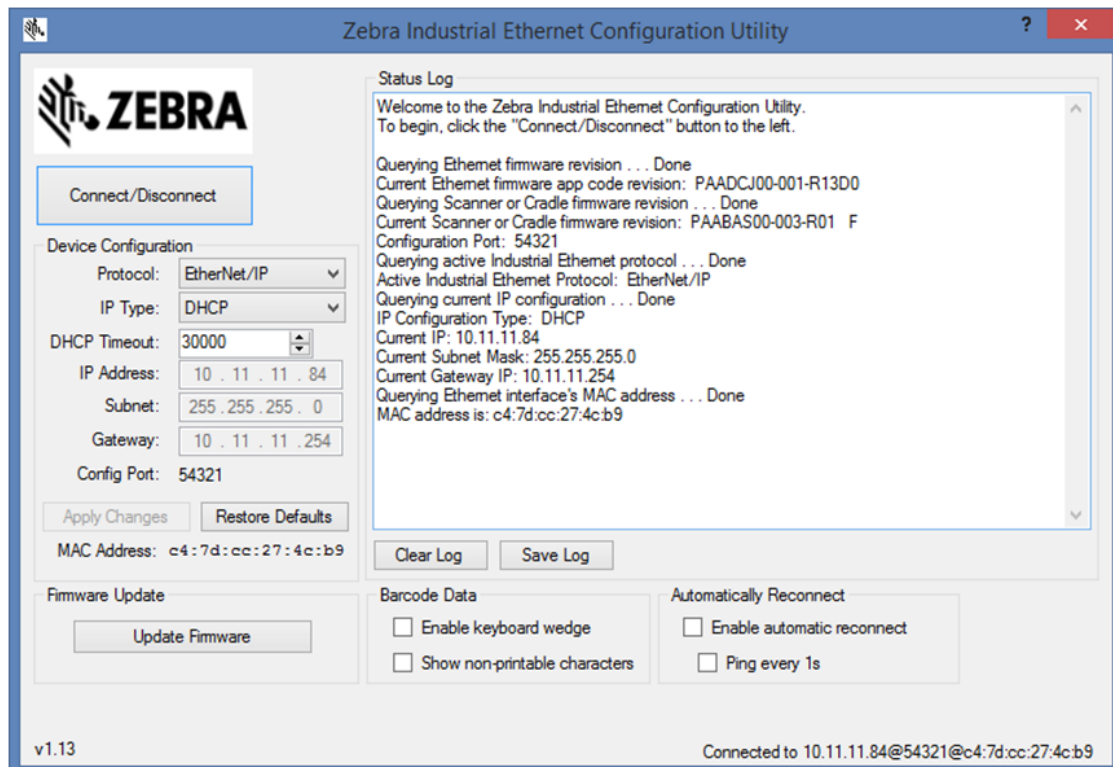 Zebra Industrial Ethernet Configuration Utility
?
ZEBRA
Connect/Disconnect
Device Configuration
Protocol: EtherNet/IP
IP Type: DHCP
DHCP Timeout: 30000
IP Address: 10 . 11 . 11 . 84
Subnet: 255 . 255 . 255 . 0
Gateway: 10 . 11 . 11 . 254
Config Port: 54321
Apply Changes Restore Defaults
MAC Address: c4:7d:cc:27:4c:b9
Firmware Update
Update Firmware
Status Log
Welcome to the Zebra Industrial Ethernet Configuration Utility.
To begin, click the "Connect/Disconnect" button to the left.
Querying Ethernet firmware revision . . . Done
Current Ethernet firmware app code revision: PAADCJ00-001-R13D0
Querying Scanner or Cradle firmware revision . . . Done
Current Scanner or Cradle firmware revision: PAABAS00-003-R01 F
Configuration Port: 54321
Querying active Industrial Ethernet protocol . . . Done
Active Industrial Ethernet Protocol: EtherNet/IP
Querying current IP configuration . . . Done
IP Configuration Type: DHCP
Current IP: 10.11.11.84
Current Subnet Mask: 255.255.255.0
Current Gateway IP: 10.11.11.254
Querying Ethernet interface's MAC address . . . Done
MAC address is: c4:7d:cc:27:4c:b9
Clear Log Save Log
Barcode Data
Enable keyboard wedge
Show non-printable characters
Automatically Reconnect
Enable automatic reconnect
Ping every 1s
v1.13
Connected to 10.11.11.84@54321@c4:7d:cc:27:4c:b9